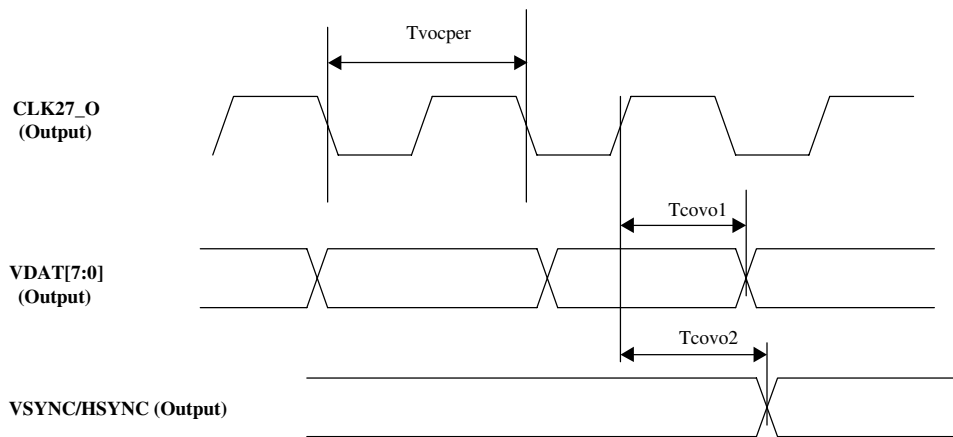 Tvocper
CLK27_O
(Output)
Tcovo1
VDAT[7:0]
(Output)
Tcovo2
VSYNC/HSYNC (Output)